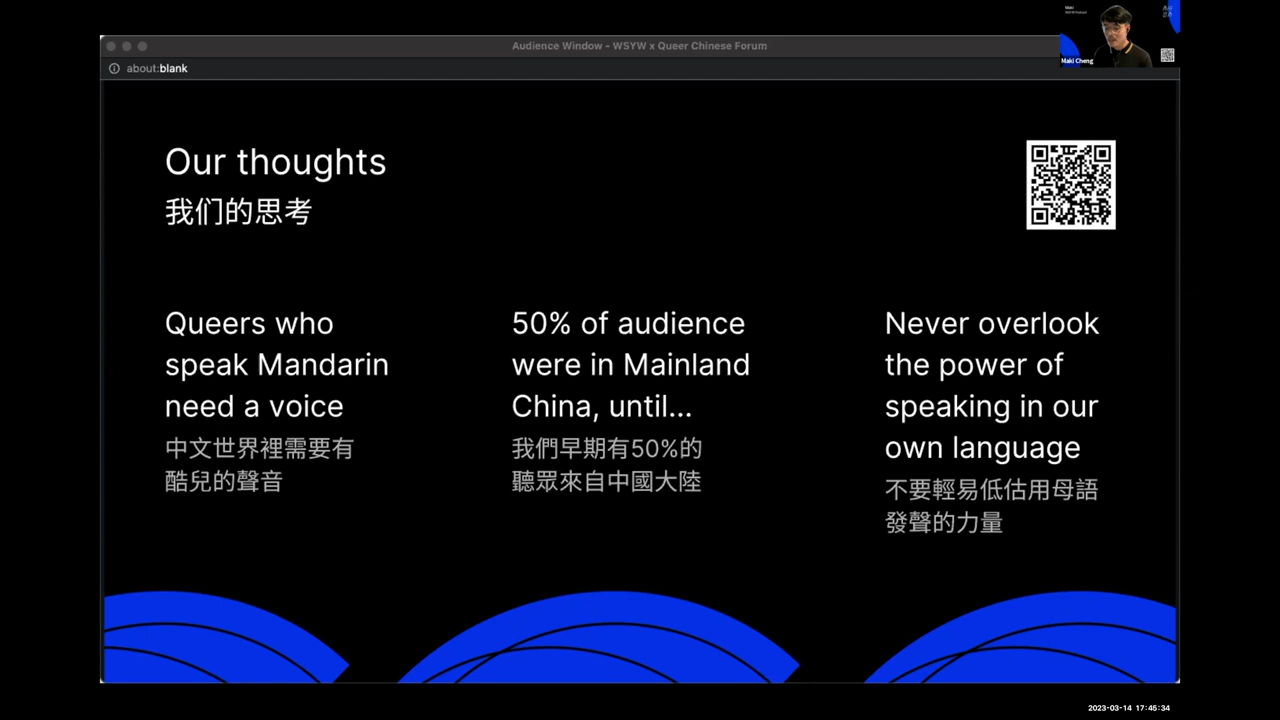 Audience Window - WSYW x Queer Chinese Forum
about:blank
Maki Cheng
Our thoughts
我们的思考
Queers who
speak Mandarin
need a voice
中文世界裡需要有
酷兒的聲音
50% of audience
were in Mainland
China, until...
我們早期有50%的
聽眾來自中國大陸
Never overlook
the power of
speaking in our
own language
不要輕易低估用母語
發聲的力量
2023-03-14 17:45:34